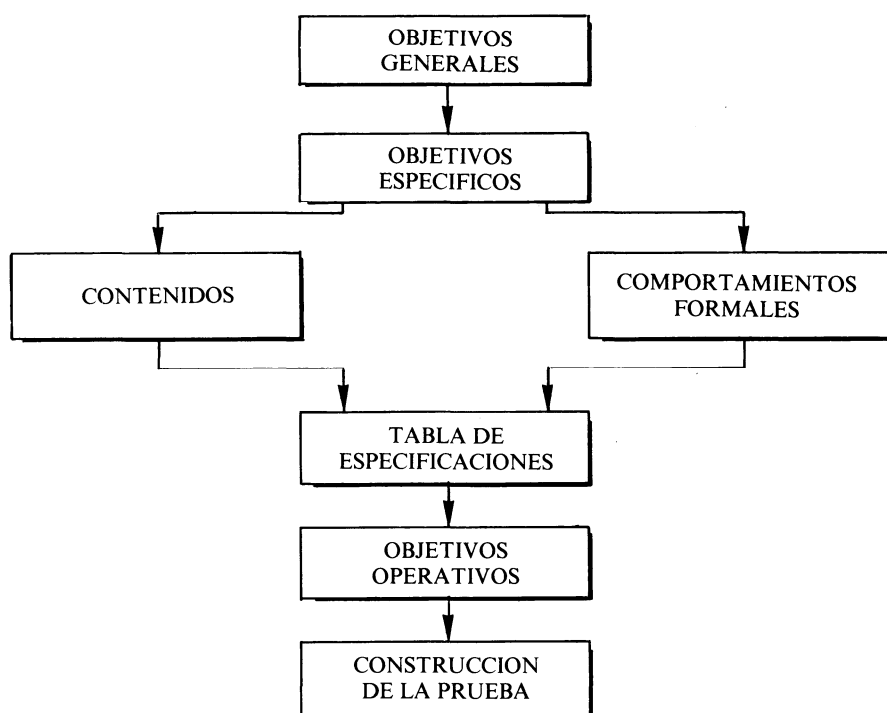 OBJETIVOS
GENERALES
OBJETIVOS
ESPECIFICOS
CONTENIDOS
COMPORTAMIENTOS
FORMALES
TABLA DE
ESPECIFICACIONES
OBJETIVOS
OPERATIVOS
CONSTRUCCION
DE LA PRUEBA